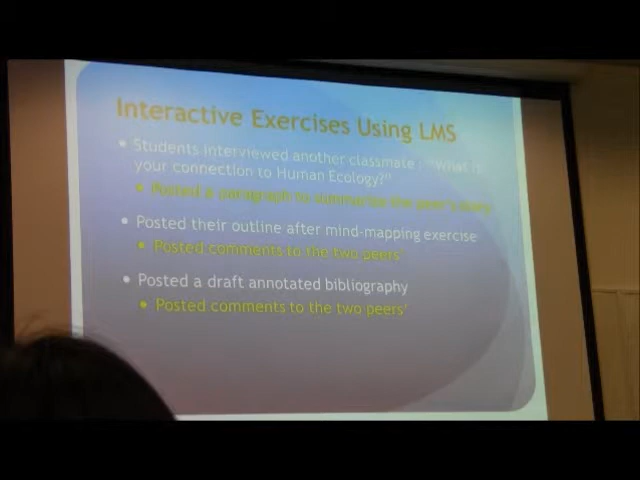 Interactive Exercises Using LMS
• Students interviewed another classmate : "What is
your connection to Human Ecology?"
• Posted a paragraph to summarize the peer's
• Posted their outline after mind-mapping exercise
• Posted comments to the two peers'
• Posted a draft annotated bibliography
• Posted comments to the two peers'